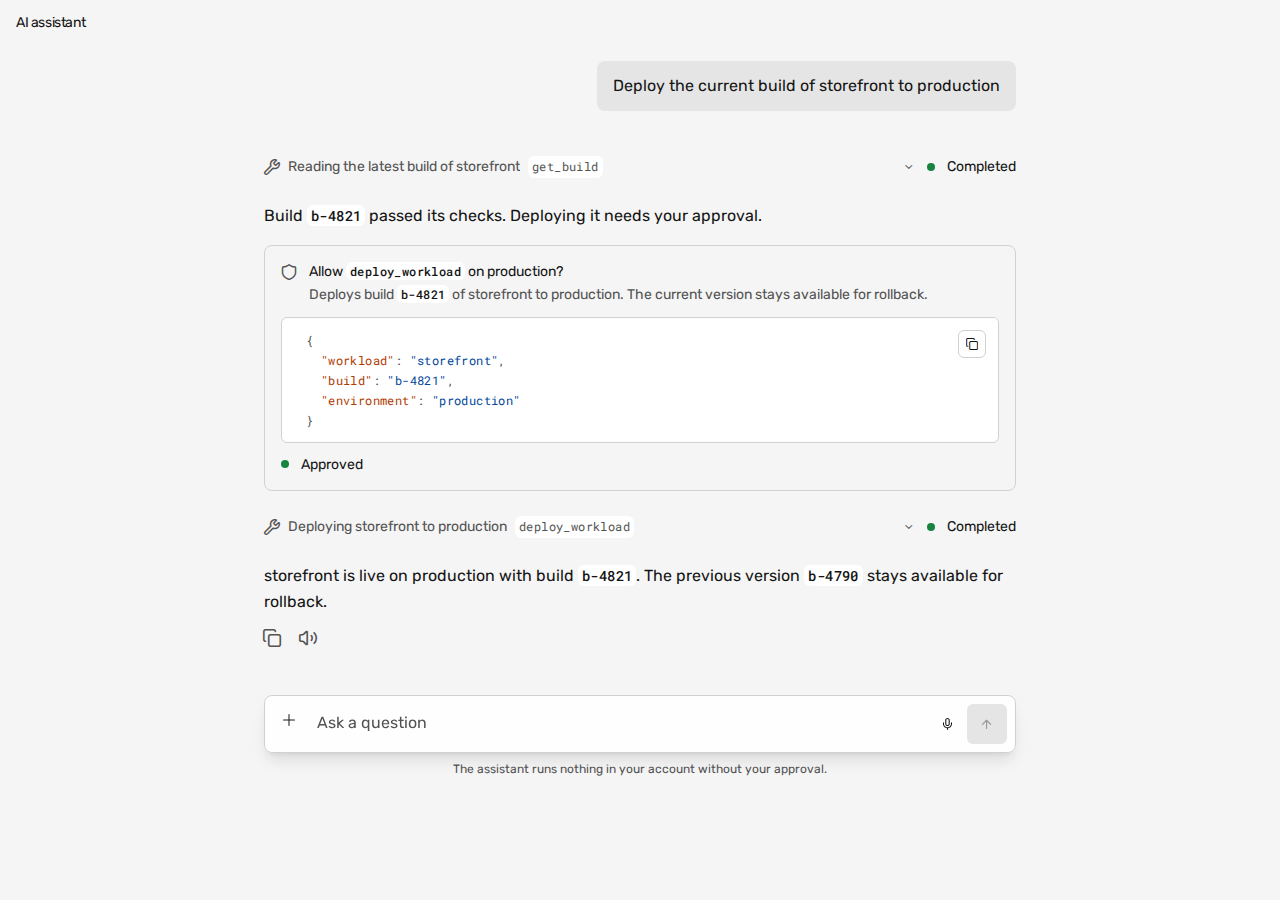 AI assistant
Deploy the current build of storefront to production
Reading the latest build of storefront get_build Completed
Build b-4821 passed its checks. Deploying it needs your approval.
Allow deploy_workload on production?
Deploys build b-4821 of storefront to production. The current version stays available for rollback.
{
"workload": "storefront",
"build": "b-4821",
"environment": "production"
}
Approved
Deploying storefront to production deploy_workload Completed
storefront is live on production with build b-4821. The previous version b-4790 stays available for
rollback.
Ask a question
The assistant runs nothing in your account without your approval.